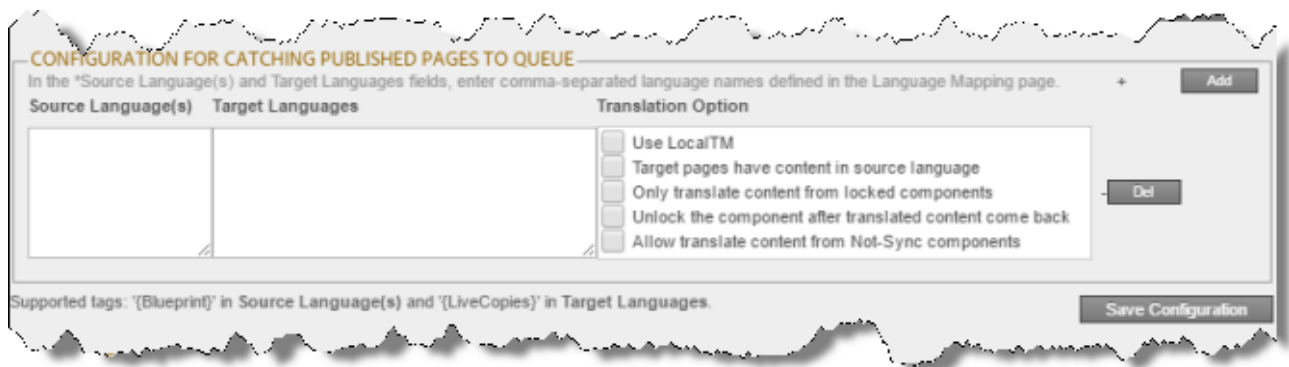 CONFIGURATION FOR CATCHING PUBLISHED PAGES TO QUEUE
In the *Source Language(s) and Target Languages fields, enter comma-separated language names defined in the Language Mapping page. + Add
Source Language(s) Target Languages Translation Option
Use LocalTM
Target pages have content in source language
Only translate content from locked components
- Del
Unlock the component after translated content come back
Allow translate content from Not-Sync components
Supported tags: '{Blueprint}' in Source Language(s) and '{LiveCopies}' in Target Languages.
Save Configuration